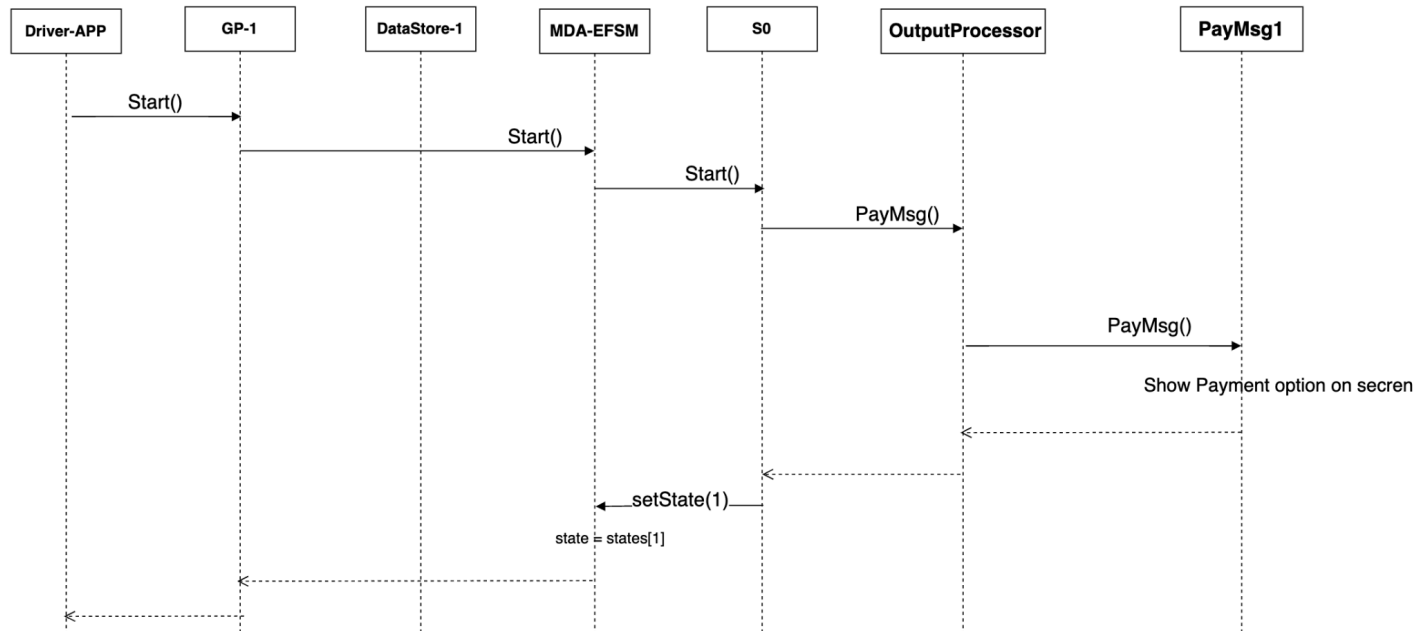 Driver-APP
GP-1
DataStore-1
MDA-EFSM
S0
OutputProcessor
PayMsg1
Start()
Start()
Start()
PayMsg()
PayMsg()
Show Payment option on secren
setState(1)
state = states[1]